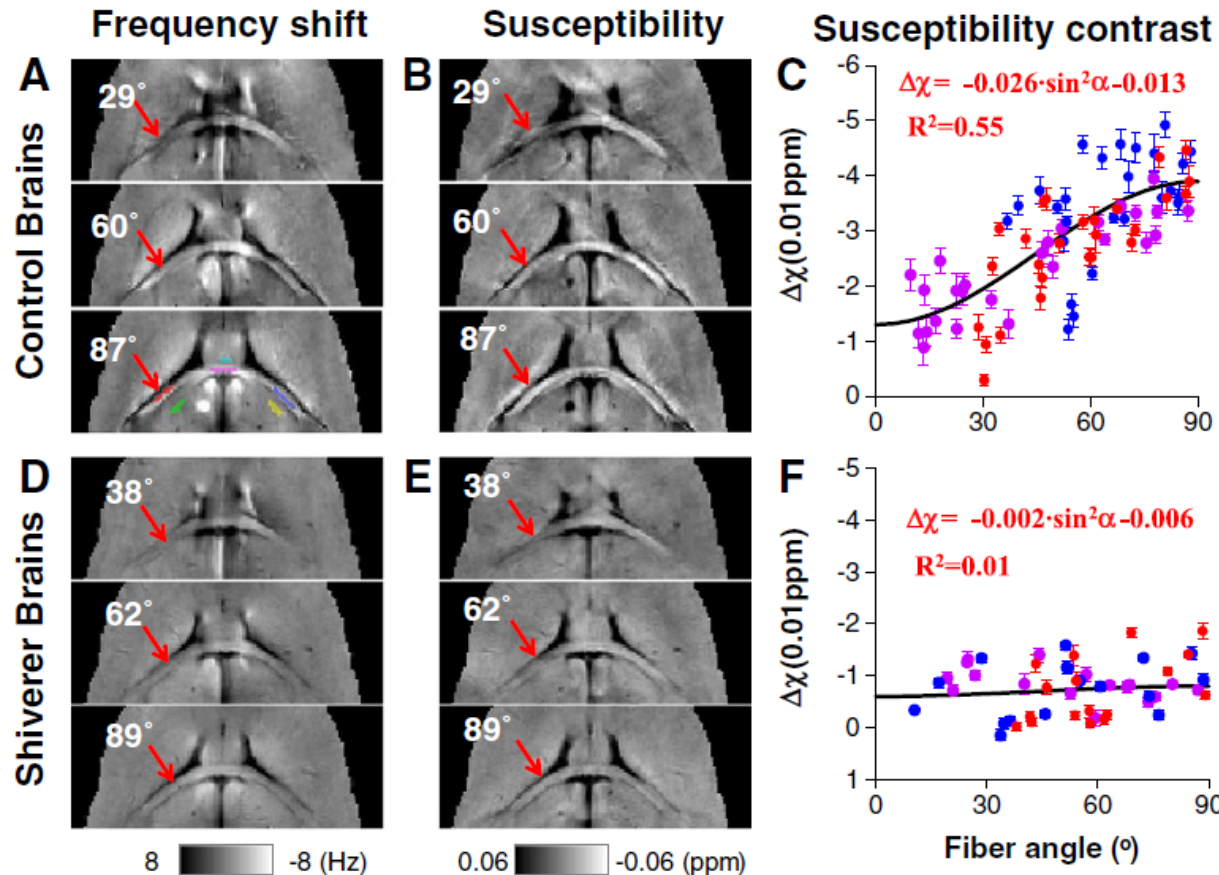 Frequency shift
Susceptibility
Susceptibility contrast
Control Brains
A
29°
60°
87°
B
29°
60°
87°
C
-6
-5
-4
-3
-2
-1
0
Δχ(0.01ppm)
Δχ= -0.026·sin²α-0.013
R²=0.55
0
30
60
90
Shiverer Brains
D
38°
62°
89°
8
-8 (Hz)
E
38°
62°
89°
0.06
-0.06 (ppm)
F
-5
-4
-3
-2
-1
0
1
Δχ(0.01ppm)
Δχ= -0.002·sin²α-0.006
R²=0.01
0
30
60
90
Fiber angle (º)